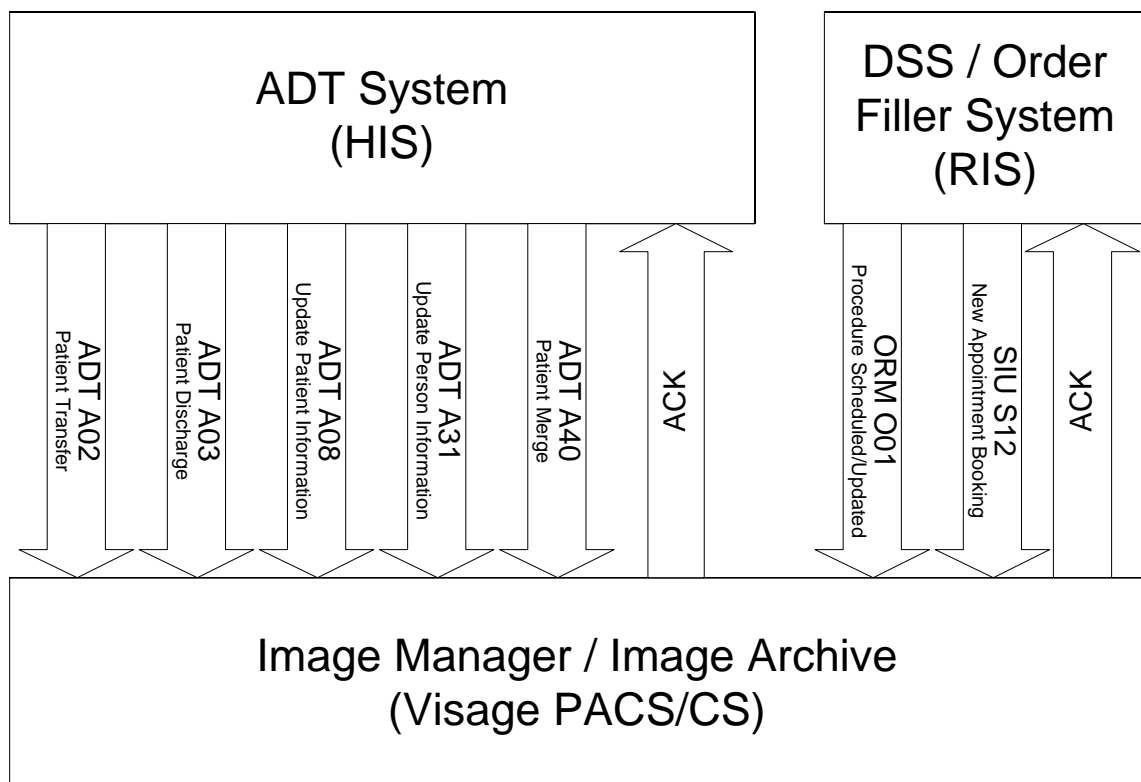 ADT System
(HIS)
DSS / Order
Filler System
(RIS)
ADT A02
Patient Transfer
ADT A03
Patient Discharge
ADT A08
Update Patient Information
ADT A31
Update Person Information
ADT A40
Patient Merge
ACK
ORM O01
Procedure Scheduled/Updated
SIU S12
New Appointment Booking
ACK
Image Manager / Image Archive
(Visage PACS/CS)